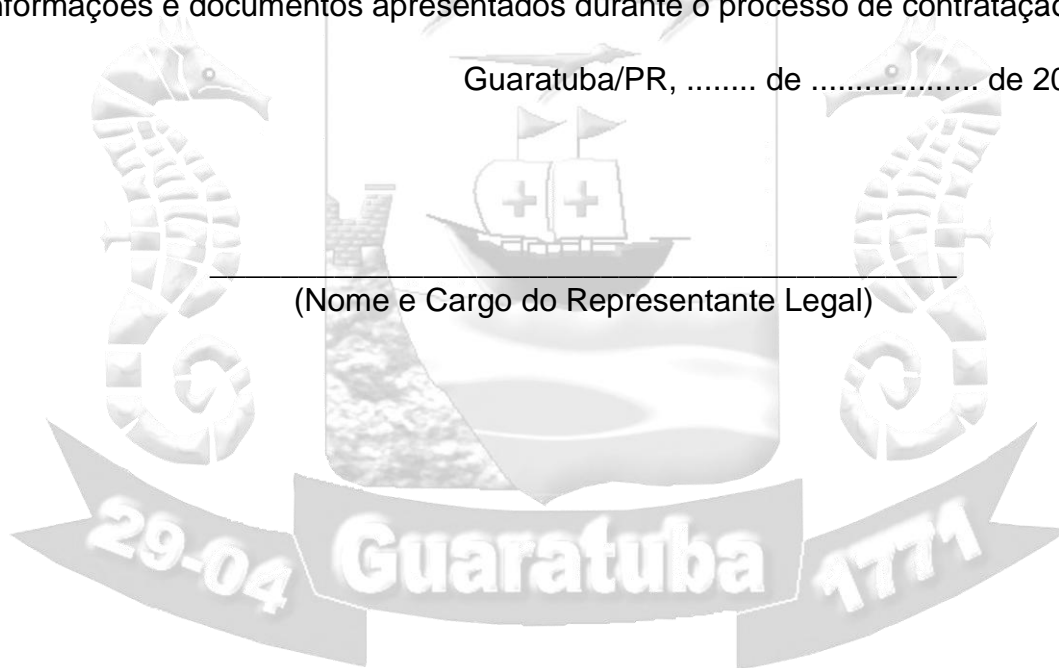 nformações e documentos apresentados durante o processo de contratação
Guaratuba/PR, ........ de ................... de 20
(Nome e Cargo do Representante Legal)
29-04 Guaratuba 1771